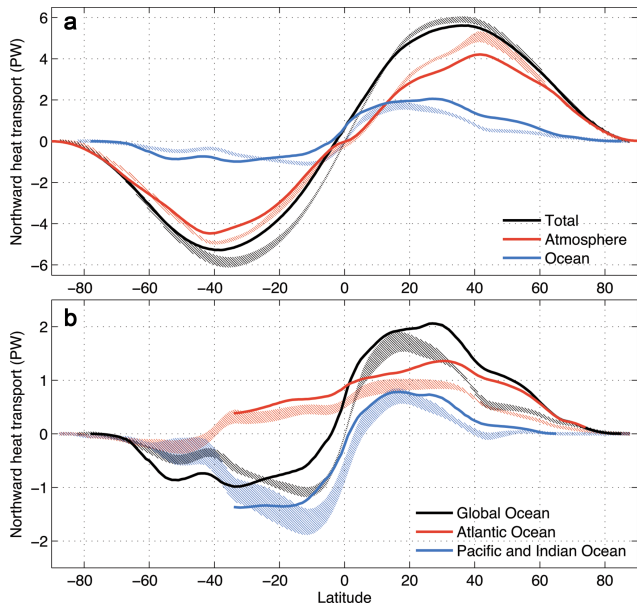 a
Northward heat transport (PW)
6
4
2
0
−2
−4
−6
Total
Atmosphere
Ocean
−80 −60 −40 −20 0 20 40 60 80
b
Northward heat transport (PW)
2
1
0
−1
−2
Global Ocean
Atlantic Ocean
Pacific and Indian Ocean
−80 −60 −40 −20 0 20 40 60 80
Latitude